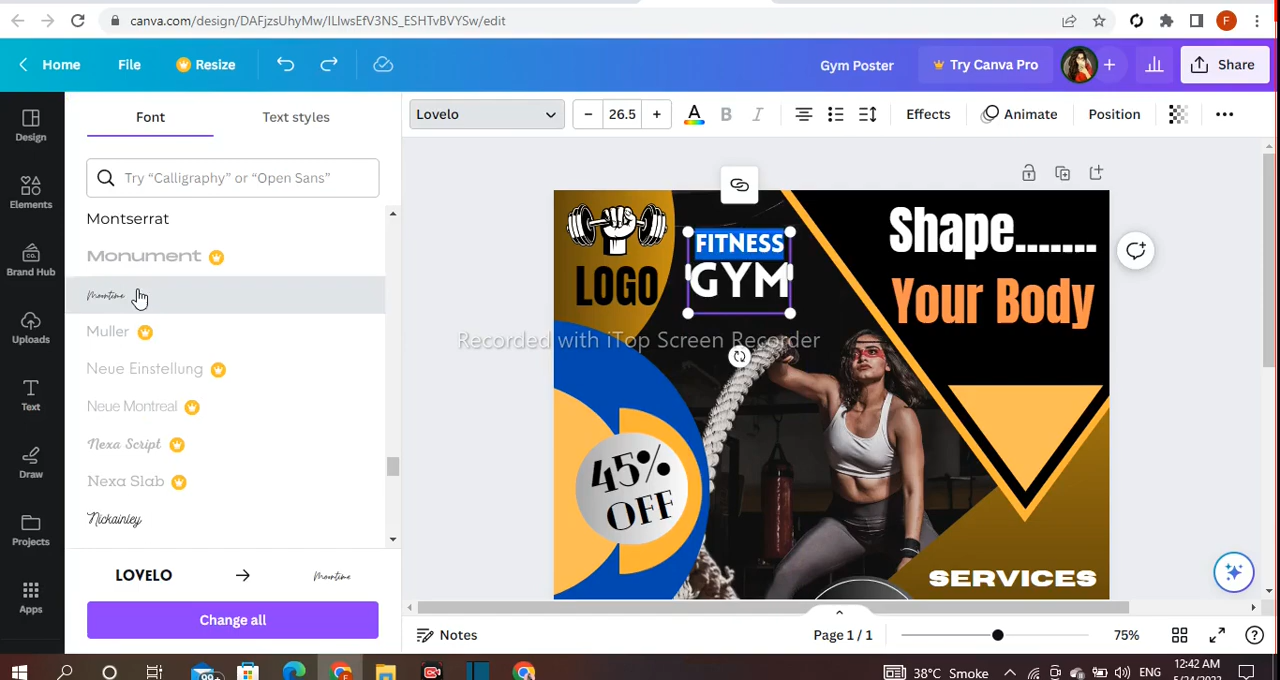 canva.com/design/DAFjzsUhyMw/ILIwsEfV3NS_ESHTvBVYSw/edit
F
Home
File
Resize
Gym Poster
Try Canva Pro
Share
Design
Elements
Brand Hub
Uploads
Text
Draw
Projects
Apps
Font
Text styles
Try “Calligraphy” or “Open Sans”
Montserrat
Monument
Moontime
Muller
Neue Einstellung
Neue Montreal
Nexa Script
Nexa Slab
Nickainley
LOVELO
Moontime
Change all
Lovelo
26.5
A
B
I
Effects
Animate
Position
LOGO
FITNESS
GYM
Shape.......
Your Body
Recorded with iTop Screen Recorder
45%
OFF
SERVICES
Notes
Page 1 / 1
75%
99+
38°C Smoke
ENG
12:42 AM